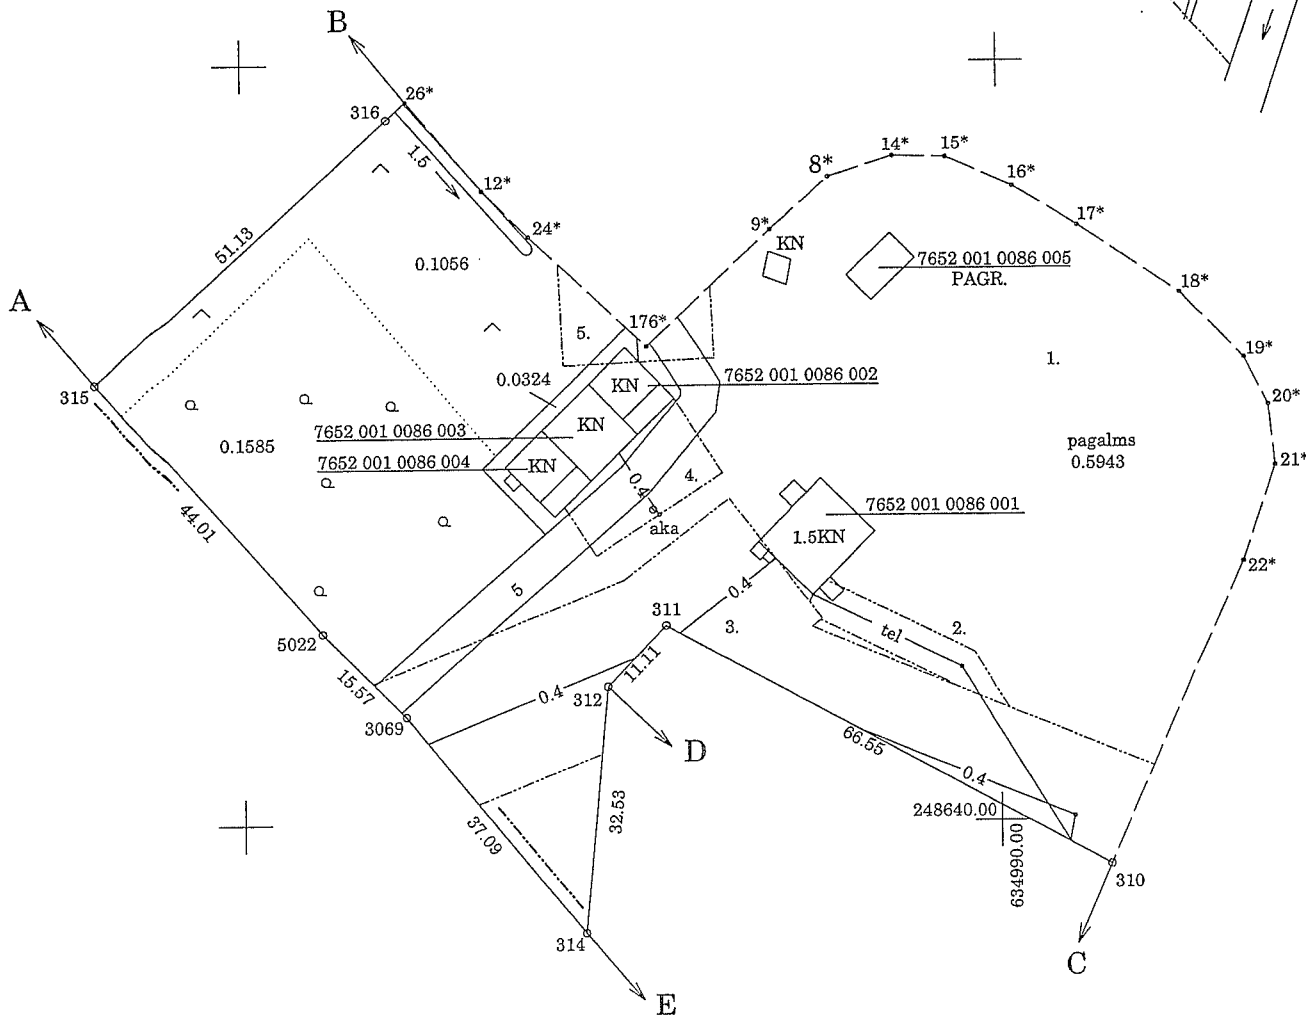 B
26*
316
1.5
12*
24*
51.13
0.1056
A
315
14*
15*
8*
16*
9*
17*
KN
7652 001 0086 005
PAGR.
18*
176*
19*
1.
5.
20*
0.0324
KN
7652 001 0086 002
KN
7652 001 0086 003
pagalms
0.5943
0.1585
21*
7652 001 0086 004
KN
4.
0.4
aka
7652 001 0086 001
1.5KN
44.01
22*
5
0.4
311
3.
tel
2.
5022
11.11
15.57
0.4
312
3069
D
66.55
0.4
32.53
248640.00
634990.00
37.09
310
314
C
E